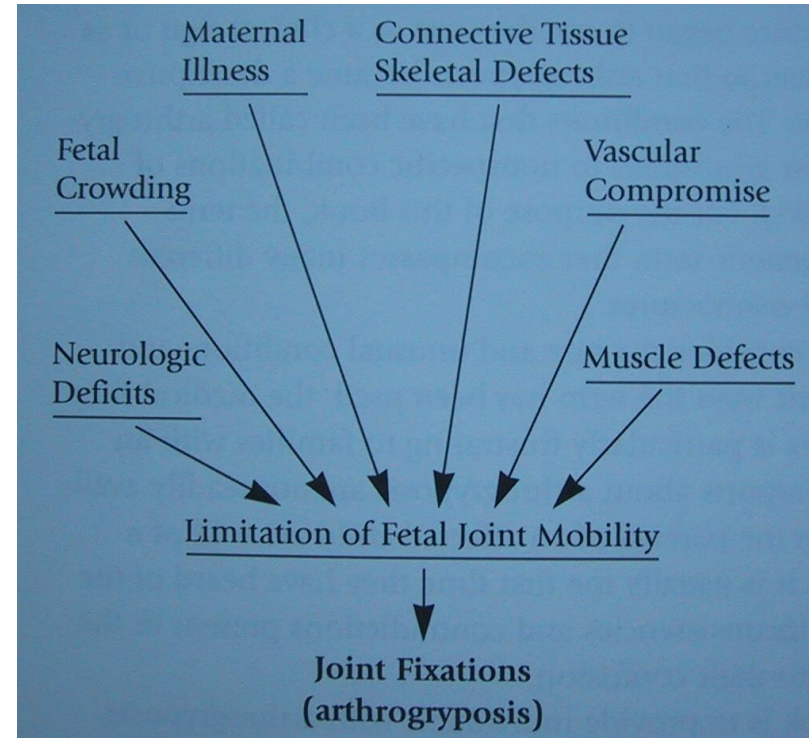 Maternal
Illness
Connective Tissue
Skeletal Defects
Fetal
Crowding
Vascular
Compromise
Neurologic
Deficits
Muscle Defects
Limitation of Fetal Joint Mobility
Joint Fixations
(arthrogryposis)